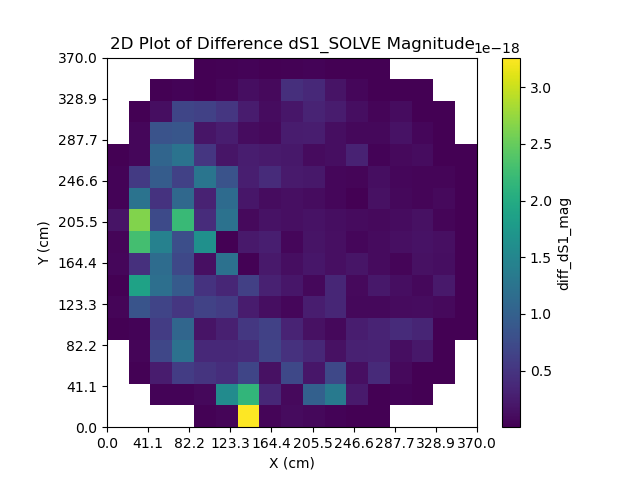 2D Plot of Difference dS1_SOLVE Magnitude
1e−18
370.0
328.9
287.7
246.6
205.5
164.4
123.3
82.2
41.1
0.0
Y (cm)
0.0 41.1 82.2 123.3 164.4 205.5 246.6 287.7 328.9 370.0
X (cm)
3.0
2.5
2.0
1.5
1.0
0.5
diff_dS1_mag